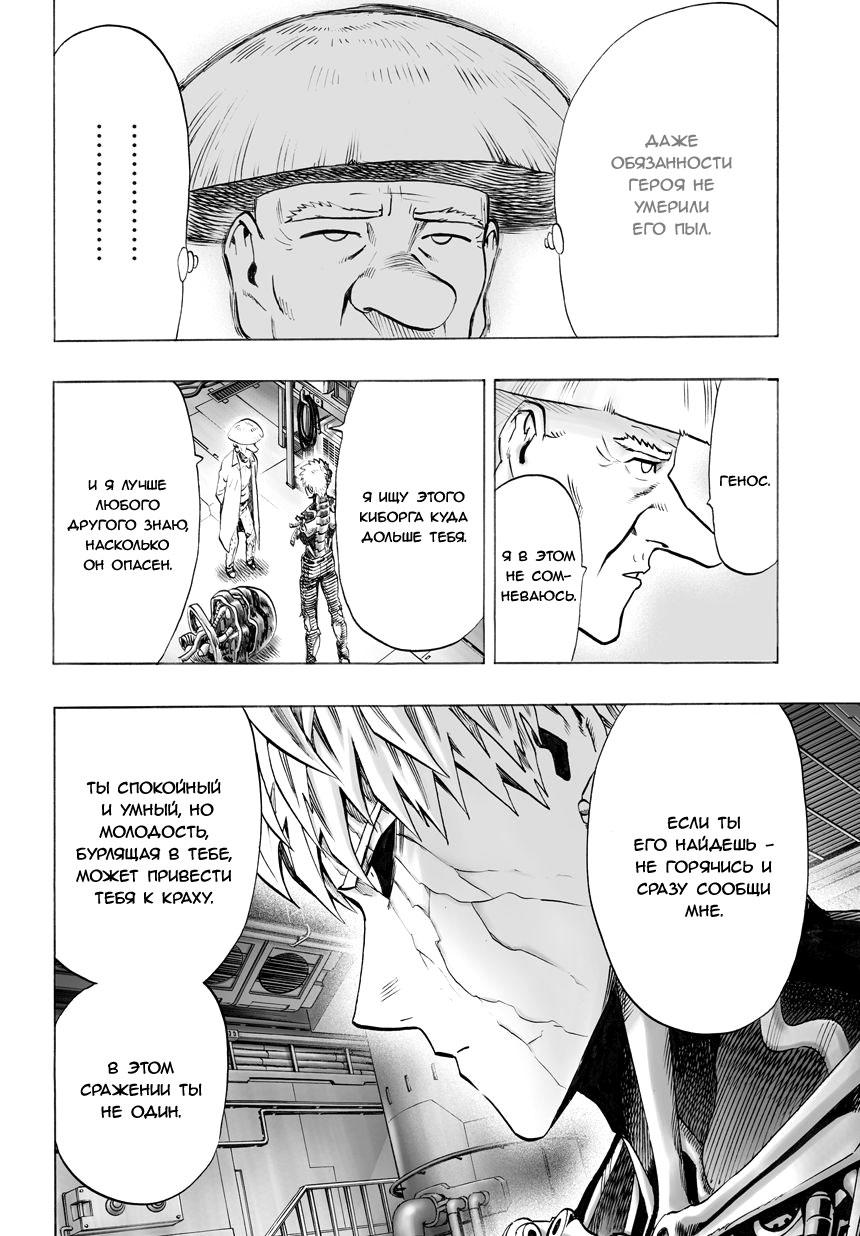 ДАЖЕ
ОБЯЗАННОСТИ
ГЕРОЯ НЕ
УМЕРИЛИ
ЕГО ПЫЛ.
ГЕНОС.
Я В ЭТОМ
НЕ СОМ-
НЕВАЮСЬ.
Я ИЩУ ЭТОГО
КИБОРГА КУДА
ДОЛЬШЕ ТЕБЯ.
И Я ЛУЧШЕ
ЛЮБОГО
ДРУГОГО ЗНАЮ,
НАСКОЛЬКО
ОН ОПАСЕН.
ЕСЛИ ТЫ
ЕГО НАЙДЕШЬ –
НЕ ГОРЯЧИСЬ И
СРАЗУ СООБЩИ
МНЕ.
ТЫ СПОКОЙНЫЙ
И УМНЫЙ, НО
МОЛОДОСТЬ,
БУРЛЯЩАЯ В ТЕБЕ,
МОЖЕТ ПРИВЕСТИ
ТЕБЯ К КРАХУ.
В ЭТОМ
СРАЖЕНИИ ТЫ
НЕ ОДИН.